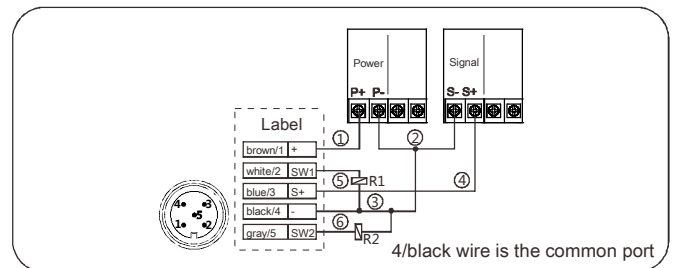 Power
Signal
P+ P-
S- S+
Label
① ②
brown/1 +
white/2 SW1
⑤ R1 ④
blue/3 S+
③
black/4 -
⑥
gray/5 SW2
R2
4 3
5
1 2
4/black wire is the common port